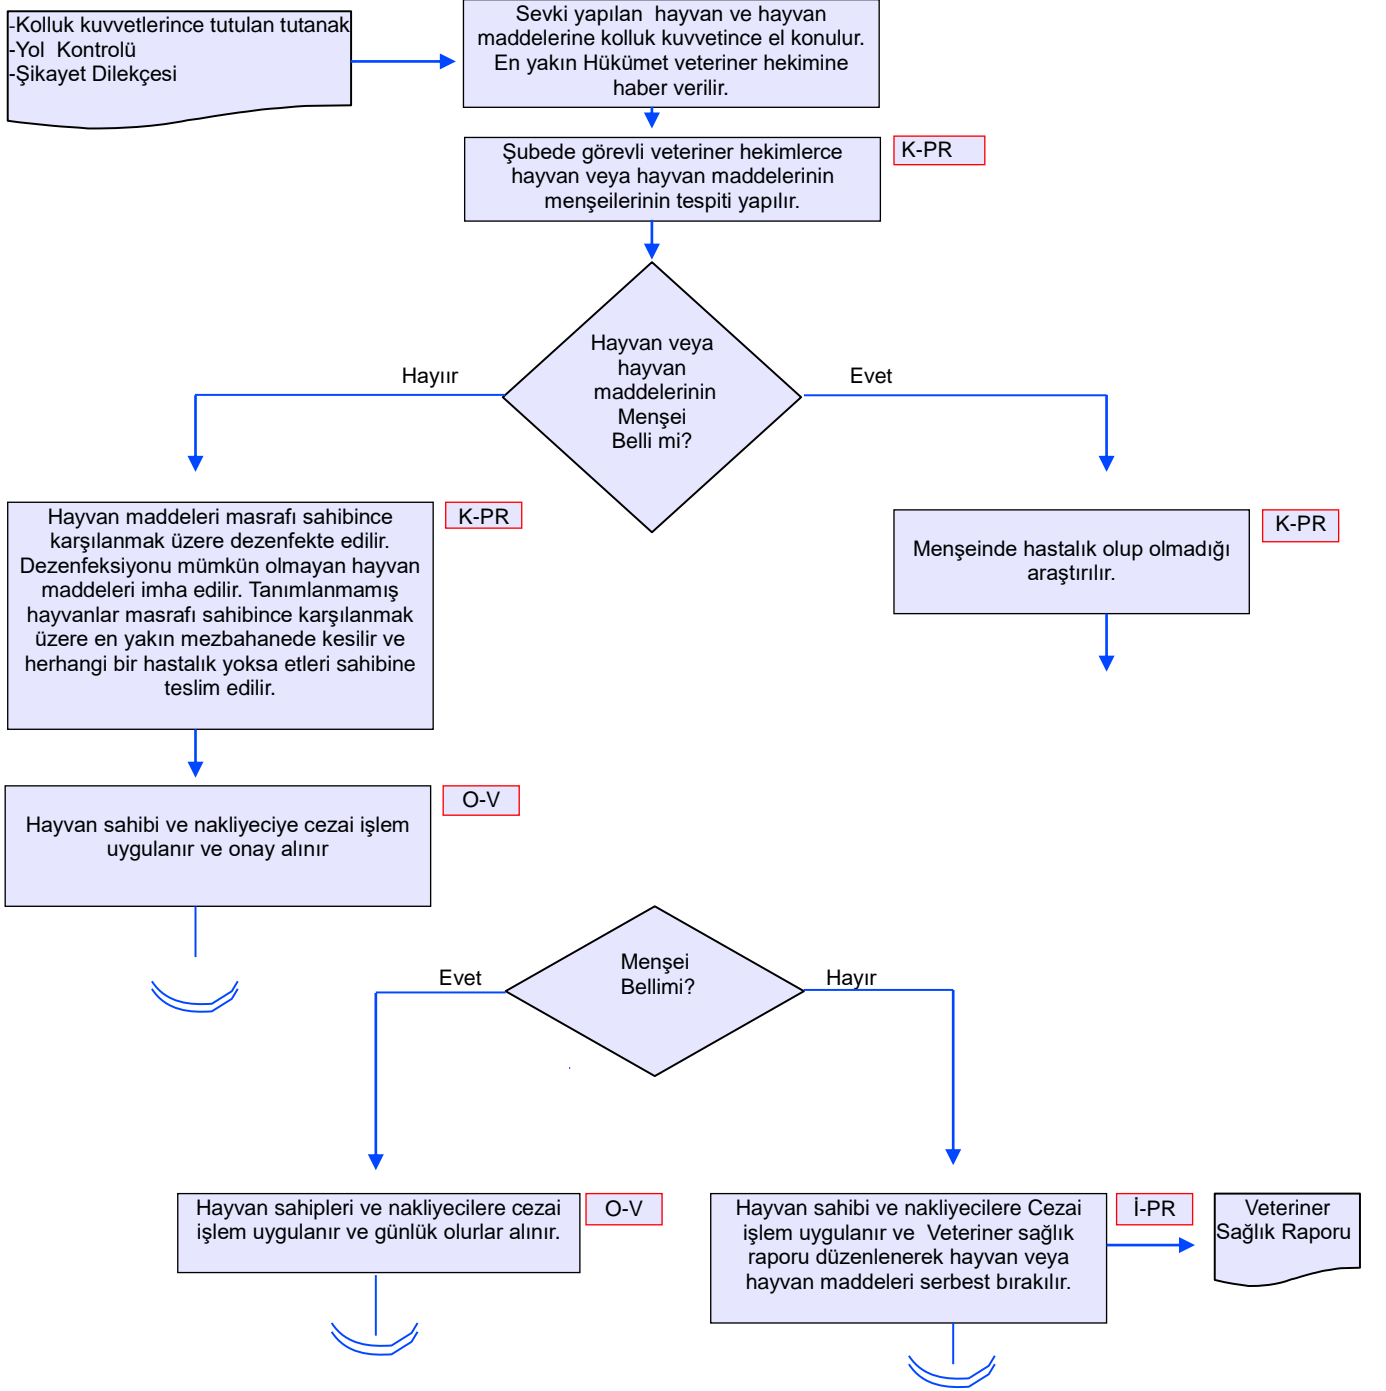 -Kolluk kuvvetlerince tutulan tutanak
-Yol Kontrolü
-Şikayet Dilekçesi
Sevki yapılan hayvan ve hayvan
maddelerine kolluk kuvvetince el konulur.
En yakın Hükümet veteriner hekimine
haber verilir.
Şubede görevli veteriner hekimlerce
hayvan veya hayvan maddelerinin
menşeilerinin tespiti yapılır.
K-PR
Hayvan veya
hayvan
maddelerinin
Menşei
Belli mi?
Hayıır
Evet
Hayvan maddeleri masrafı sahibince
karşılanmak üzere dezenfekte edilir.
Dezenfeksiyonu mümkün olmayan hayvan
maddeleri imha edilir. Tanımlanmamış
hayvanlar masrafı sahibince karşılanmak
üzere en yakın mezbahanede kesilir ve
herhangi bir hastalık yoksa etleri sahibine
teslim edilir.
K-PR
Menşeinde hastalık olup olmadığı
araştırılır.
K-PR
Hayvan sahibi ve nakliyeciye cezai işlem
uygulanır ve onay alınır
O-V
Menşei
Bellimi?
Evet
Hayır
Hayvan sahipleri ve nakliyecilere cezai
işlem uygulanır ve günlük olurlar alınır.
O-V
Hayvan sahibi ve nakliyecilere Cezai
işlem uygulanır ve Veteriner sağlık
raporu düzenlenerek hayvan veya
hayvan maddeleri serbest bırakılır.
İ-PR
Veteriner
Sağlık Raporu